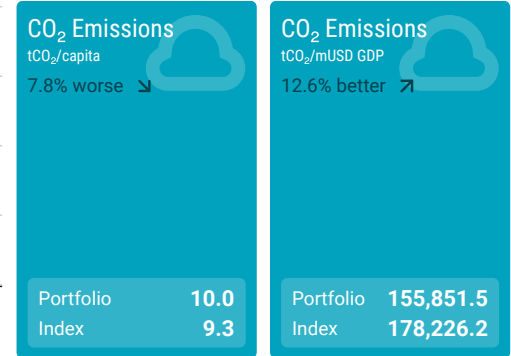 CO₂ Emissions
tCO₂/capita
7.8% worse
Portfolio 10.0
Index 9.3
CO₂ Emissions
tCO₂/mUSD GDP
12.6% better
Portfolio 155,851.5
Index 178,226.2